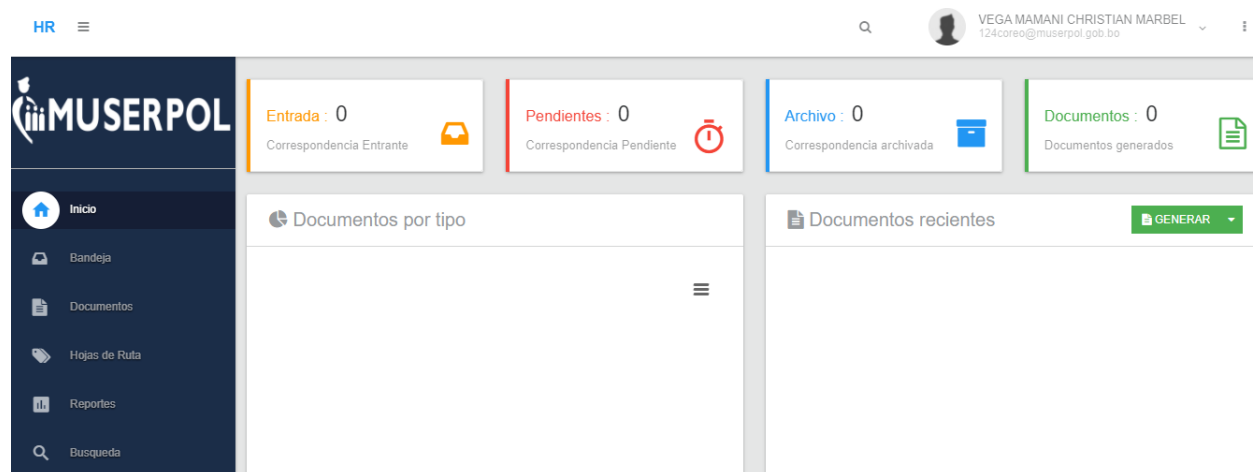 HR
VEGA MAMANI CHRISTIAN MARBEL
124coreo@muserpol.gob.bo
MUSERPOL
Entrada : 0
Correspondencia Entrante
Pendientes : 0
Correspondencia Pendiente
Archivo : 0
Correspondencia archivada
Documentos : 0
Documentos generados
Inicio
Bandeja
Documentos
Hojas de Ruta
Reportes
Busqueda
Documentos por tipo
Documentos recientes
GENERAR